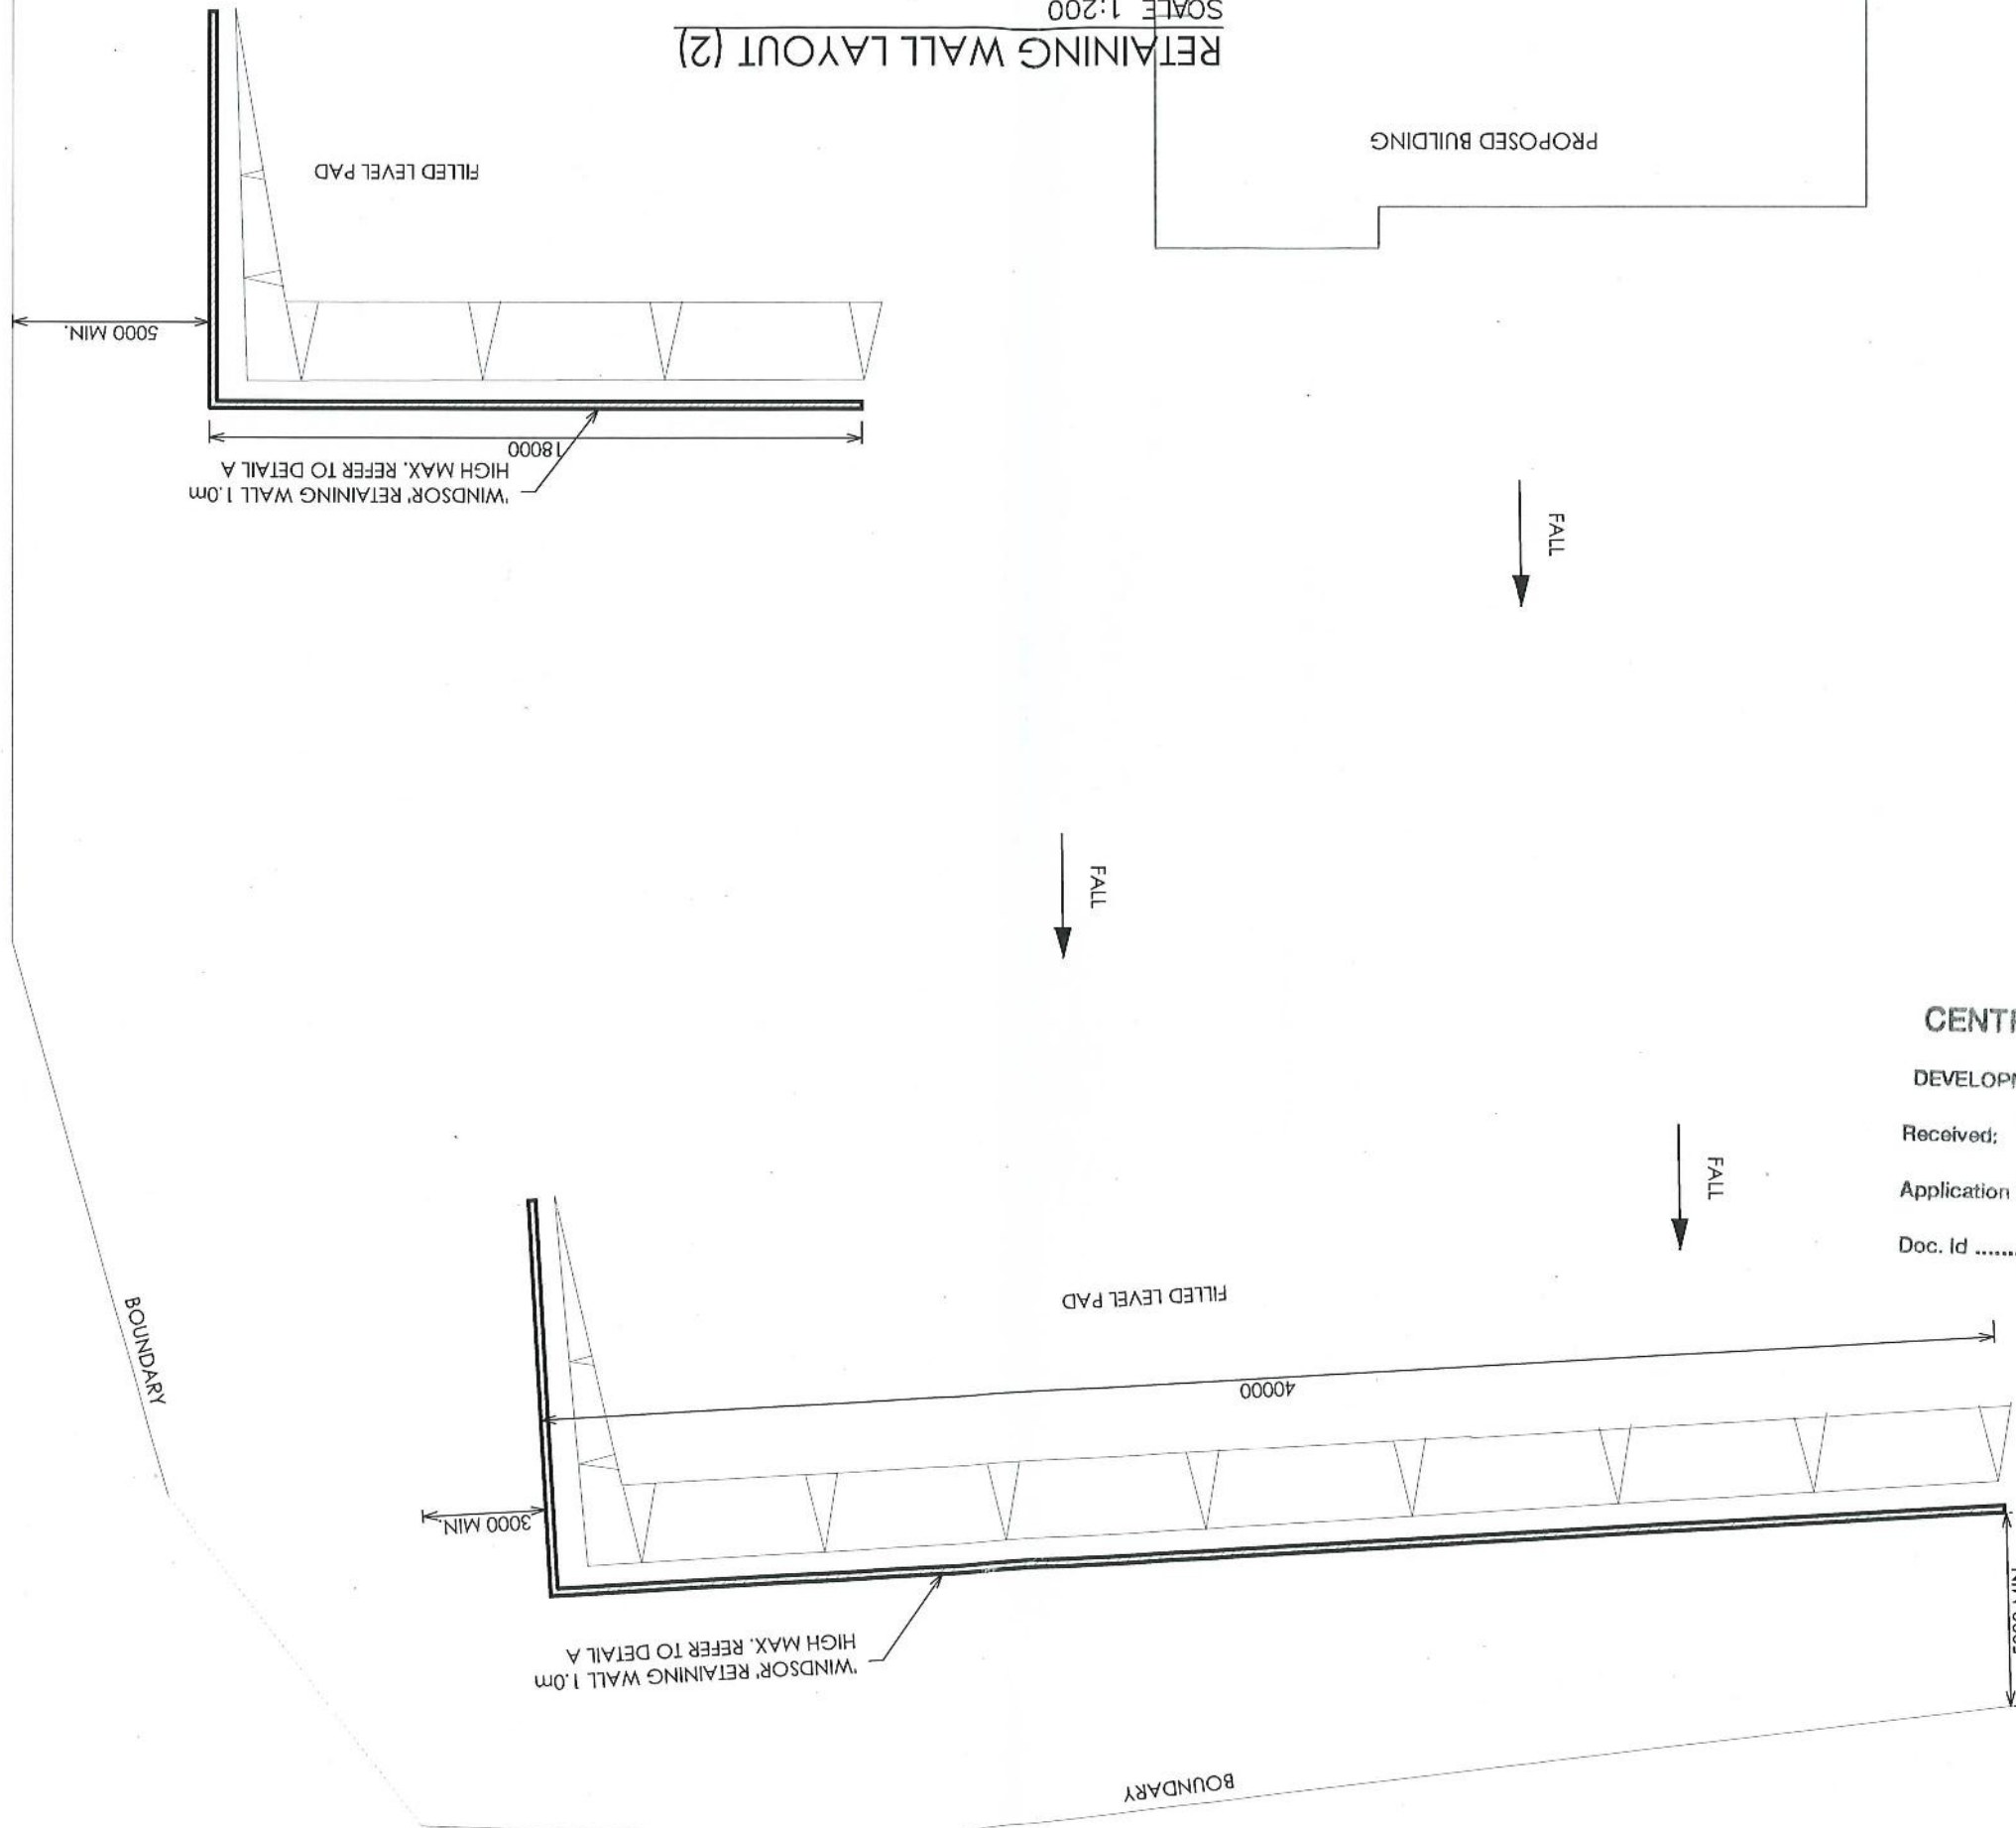 RETAINING WALL LAYOUT (2)
SCALE 1:200
PROPOSED BUILDING
FILLED LEVEL PAD
5000 MIN.
18000
'WINDSOR' RETAINING WALL 1.0m
HIGH MAX. REFER TO DETAIL A
FALL
FALL
FALL
CENT
DEVELOP
Received:
Application
Doc. Id ........
FILLED LEVEL PAD
40000
BOUNDARY
3000 MIN.
'WINDSOR' RETAINING WALL 1.0m
HIGH MAX. REFER TO DETAIL A
BOUNDARY